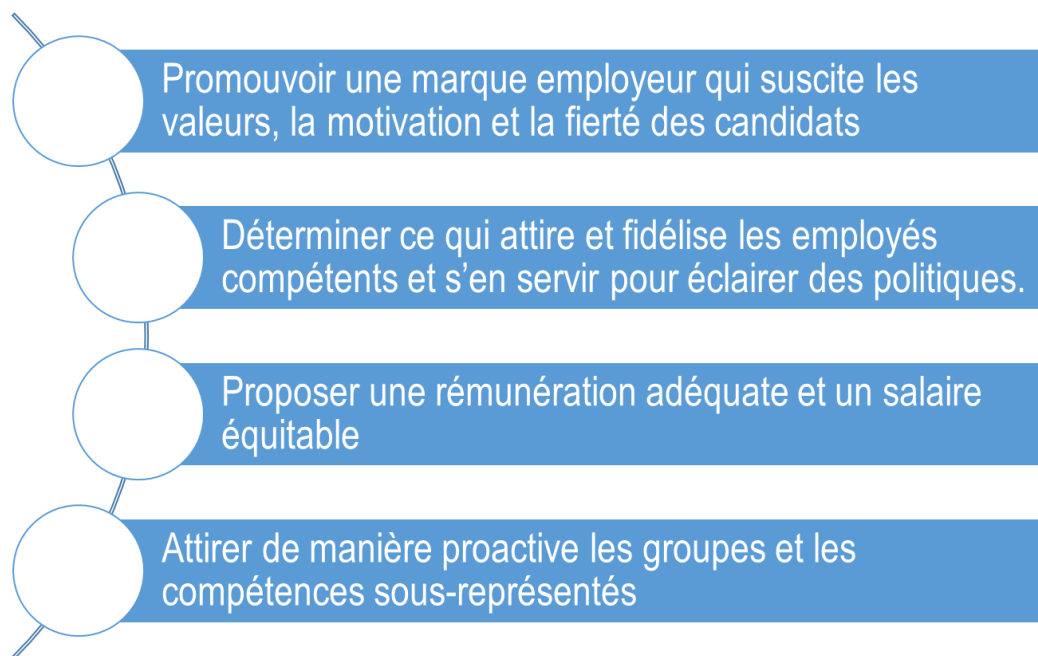 Promouvoir une marque employeur qui suscite les
valeurs, la motivation et la fierté des candidats
Déterminer ce qui attire et fidélise les employés
compétents et s’en servir pour éclairer des politiques.
Proposer une rémunération adéquate et un salaire
équitable
Attirer de manière proactive les groupes et les
compétences sous-représentés